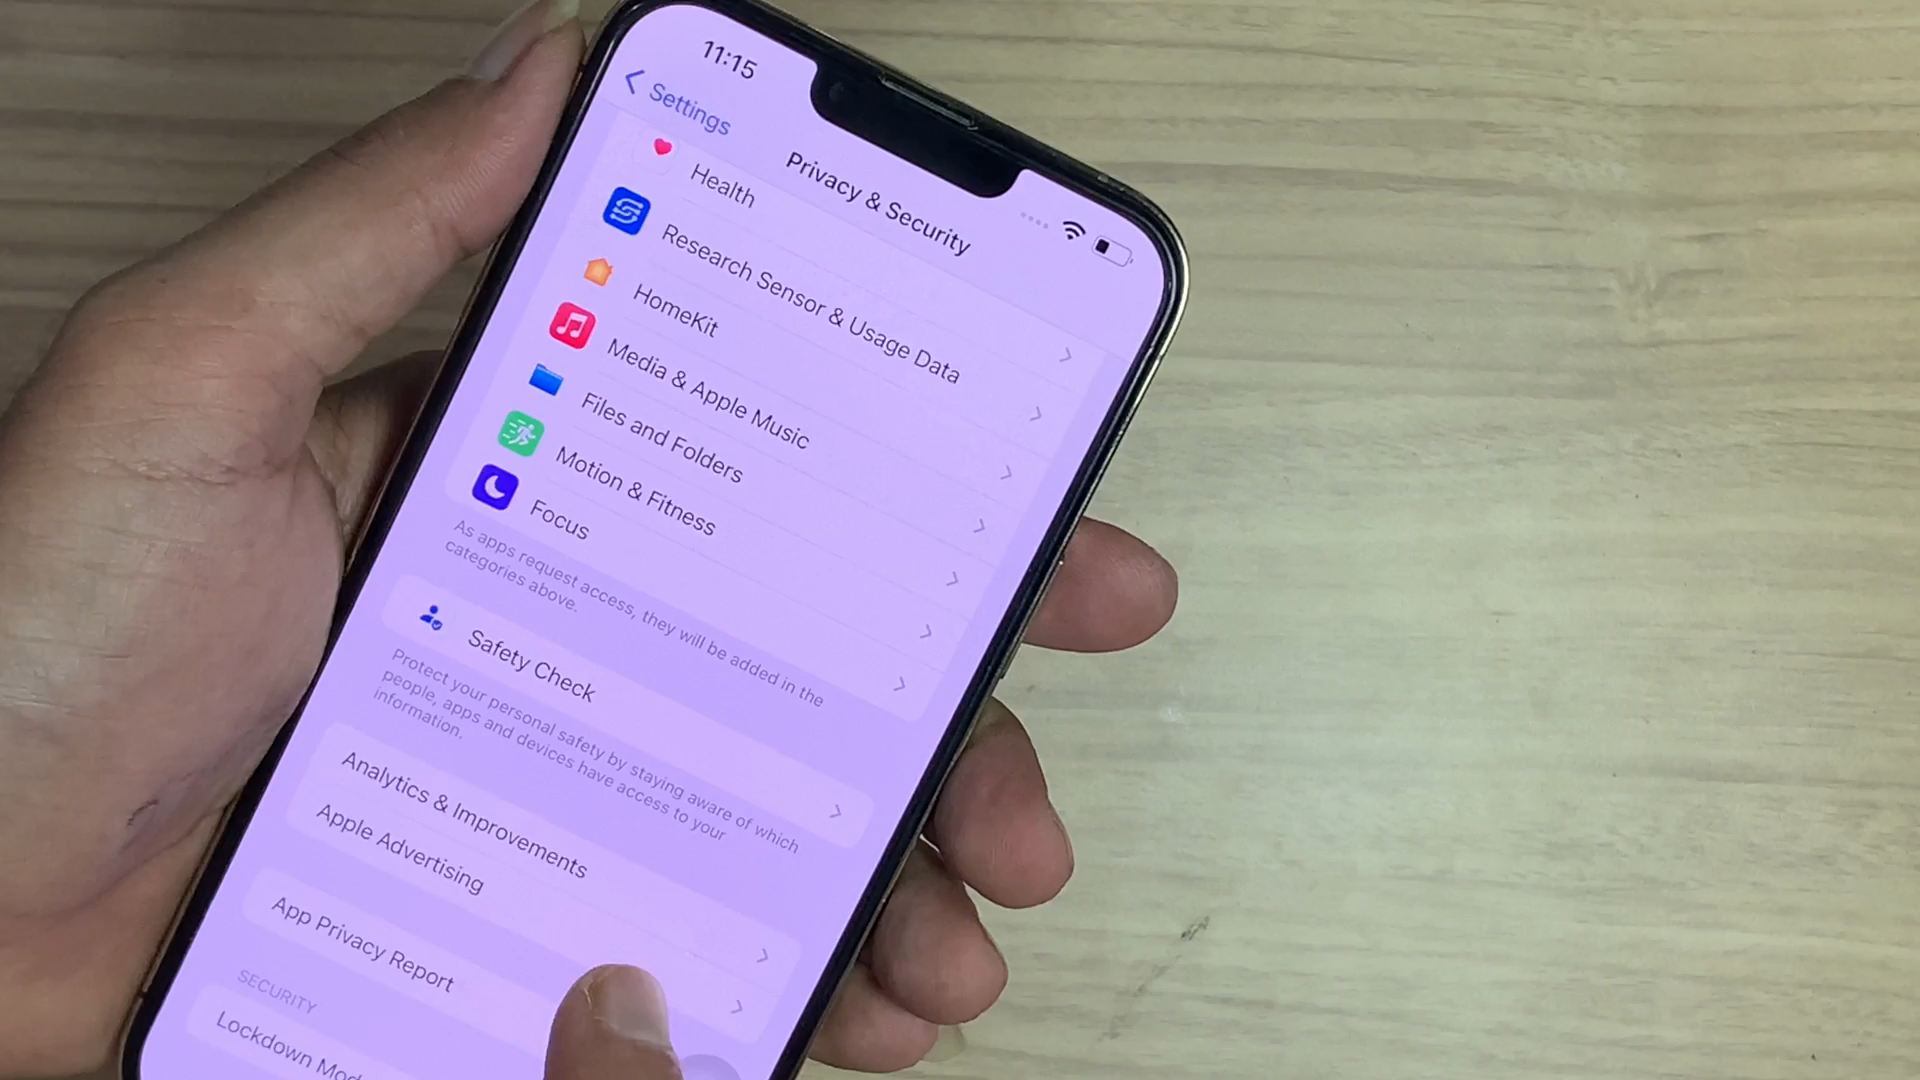 11:15
Settings
Privacy & Security
Health
Research Sensor & Usage Data
HomeKit
Media & Apple Music
Files and Folders
Motion & Fitness
Focus
As apps request access, they will be added in the
categories above.
Safety Check
Protect your personal safety by staying aware of which
people, apps and devices have access to your
information.
Analytics & Improvements
Apple Advertising
App Privacy Report
SECURITY
Lockdown Mod